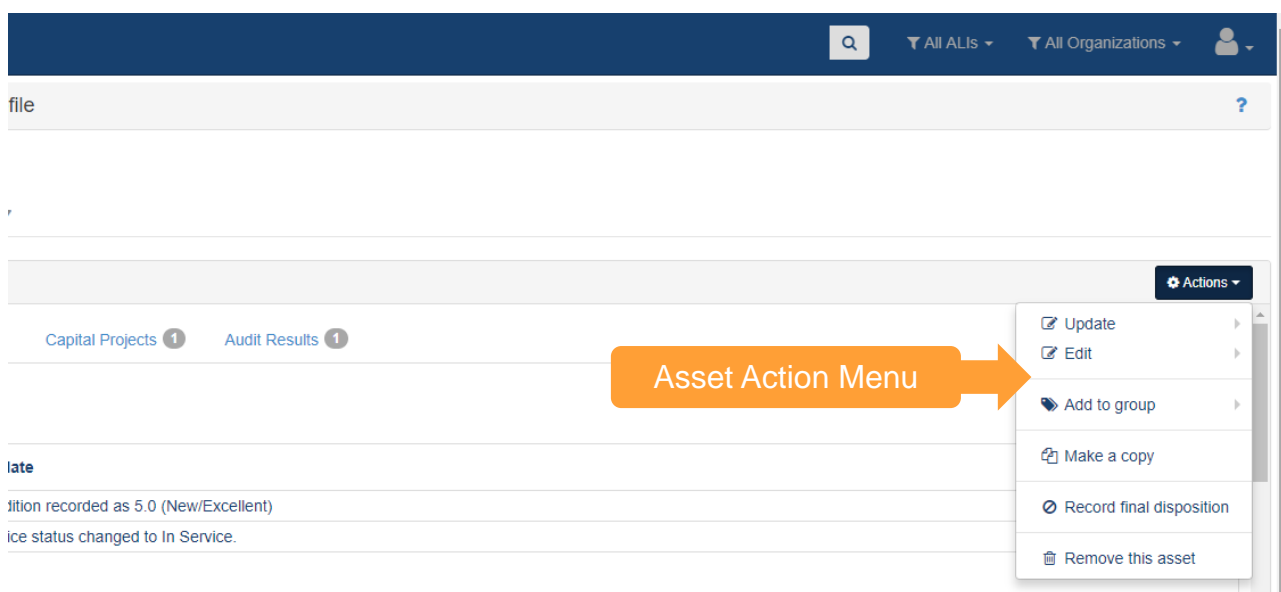 All ALIs
All Organizations
file
?
Actions
Capital Projects 1
Audit Results 1
Update
Edit
Asset Action Menu
Add to group
Make a copy
late
dition recorded as 5.0 (New/Excellent)
Record final disposition
ice status changed to In Service.
Remove this asset